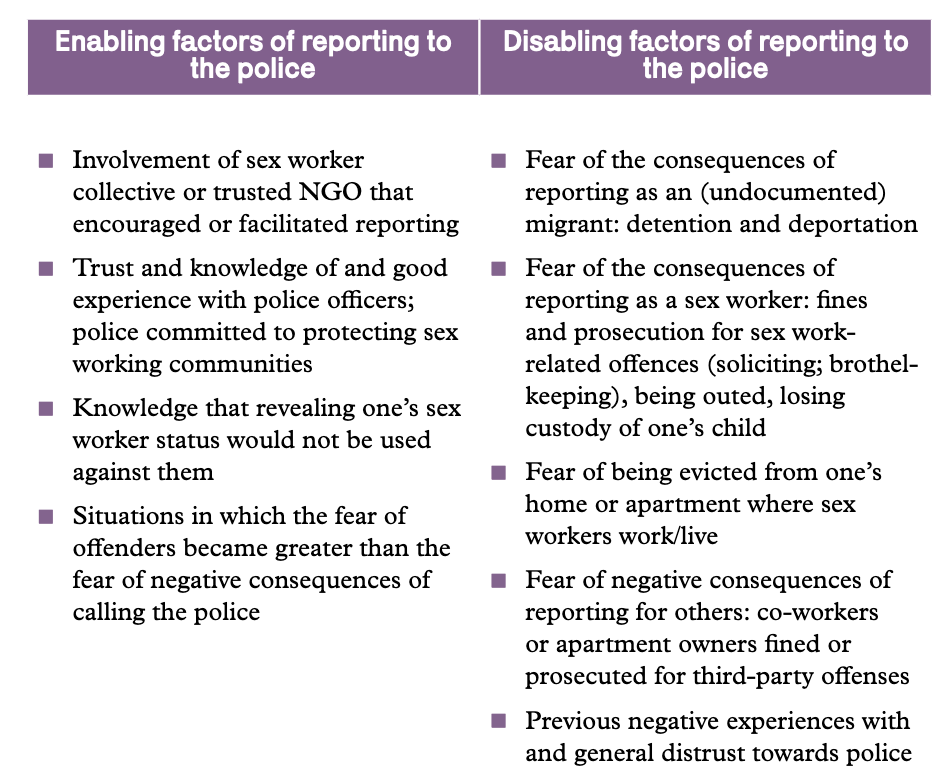 Enabling factors of reporting to
the police
Disabling factors of reporting to
the police
■ Involvement of sex worker
collective or trusted NGO that
encouraged or facilitated reporting
■ Trust and knowledge of and good
experience with police officers;
police committed to protecting sex
working communities
■ Knowledge that revealing one’s sex
worker status would not be used
against them
■ Situations in which the fear of
offenders became greater than the
fear of negative consequences of
calling the police
■ Fear of the consequences of
reporting as an (undocumented)
migrant: detention and deportation
■ Fear of the consequences of
reporting as a sex worker: fines
and prosecution for sex work-
related offences (soliciting; brothel-
keeping), being outed, losing
custody of one’s child
■ Fear of being evicted from one’s
home or apartment where sex
workers work/live
■ Fear of negative consequences of
reporting for others: co-workers
or apartment owners fined or
prosecuted for third-party offenses
■ Previous negative experiences with
and general distrust towards police